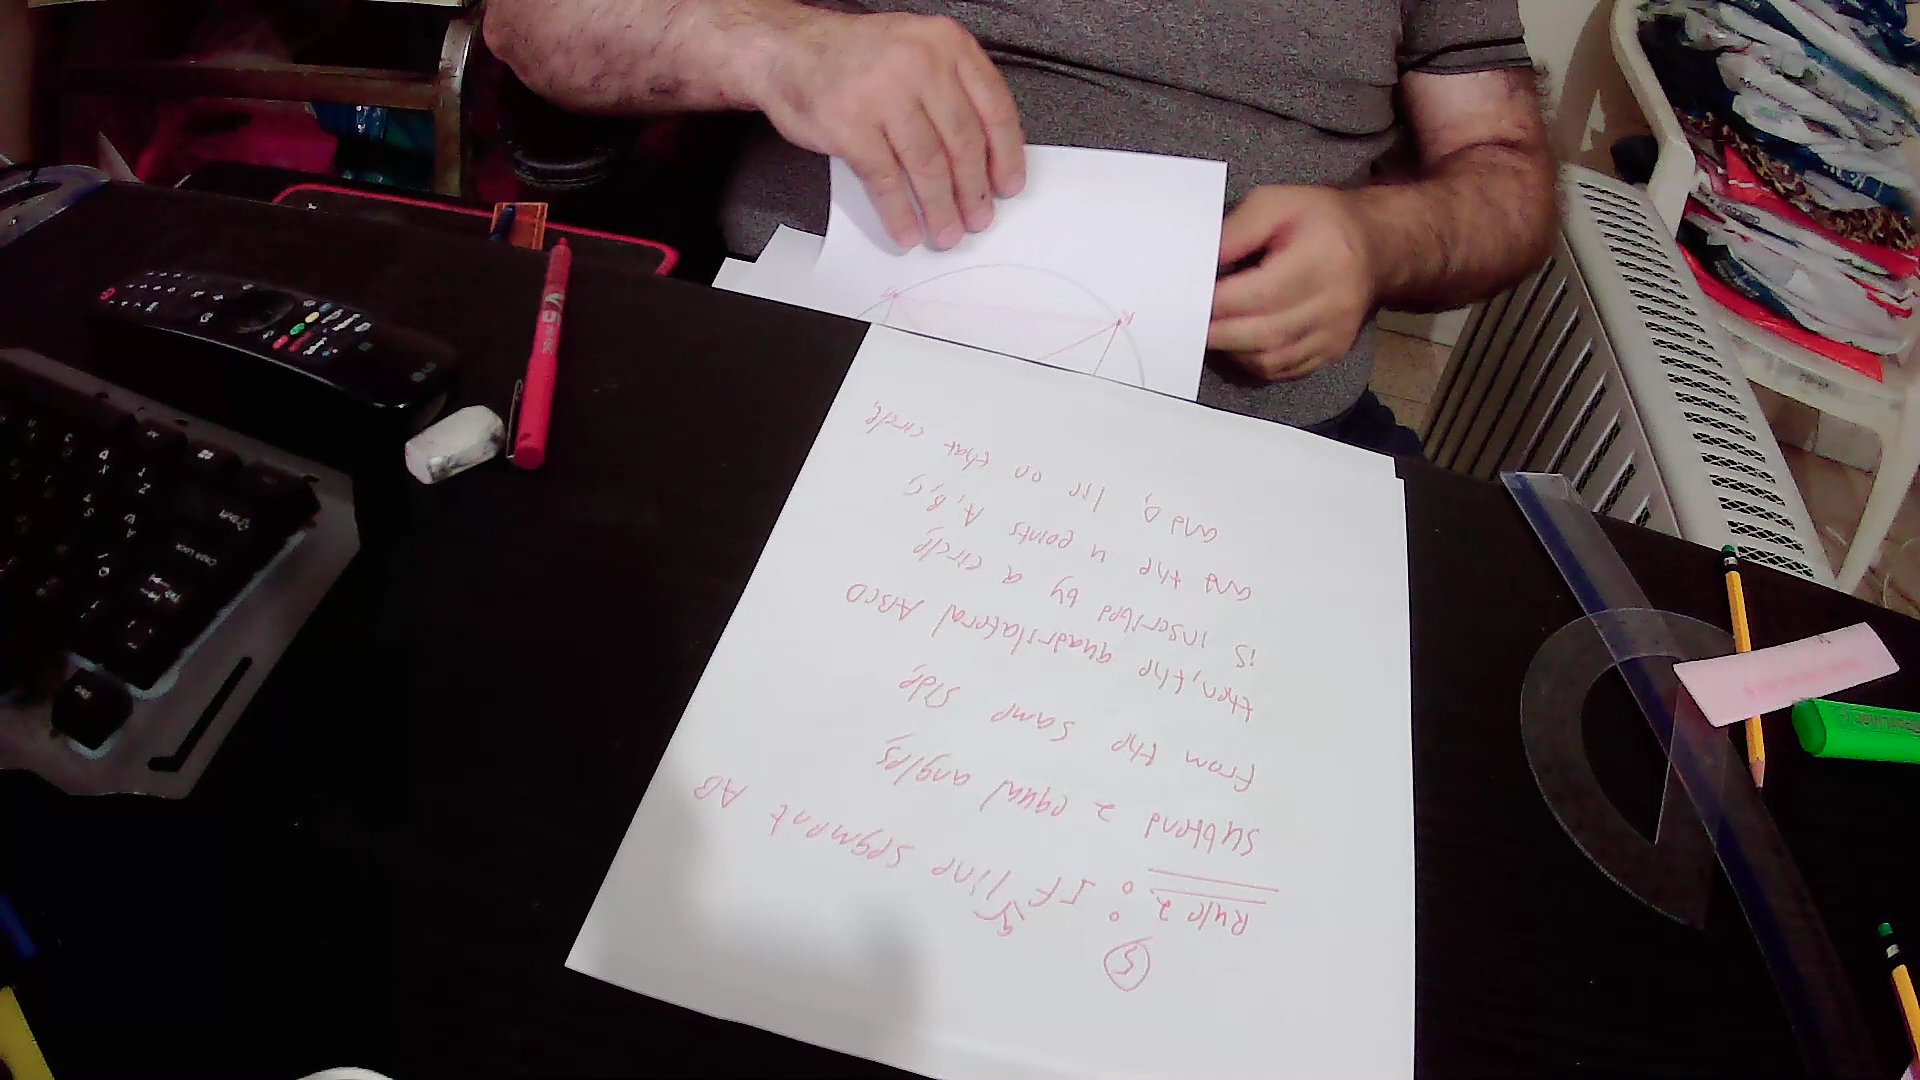 5
Rule 2: If a line segment AB
subtend 2 equal angles
from the same side,
then, the quadrilateral ABCD
is inscribed by a circle,
and the 4 points A, B, C,
and D, lie on that circle,
LG